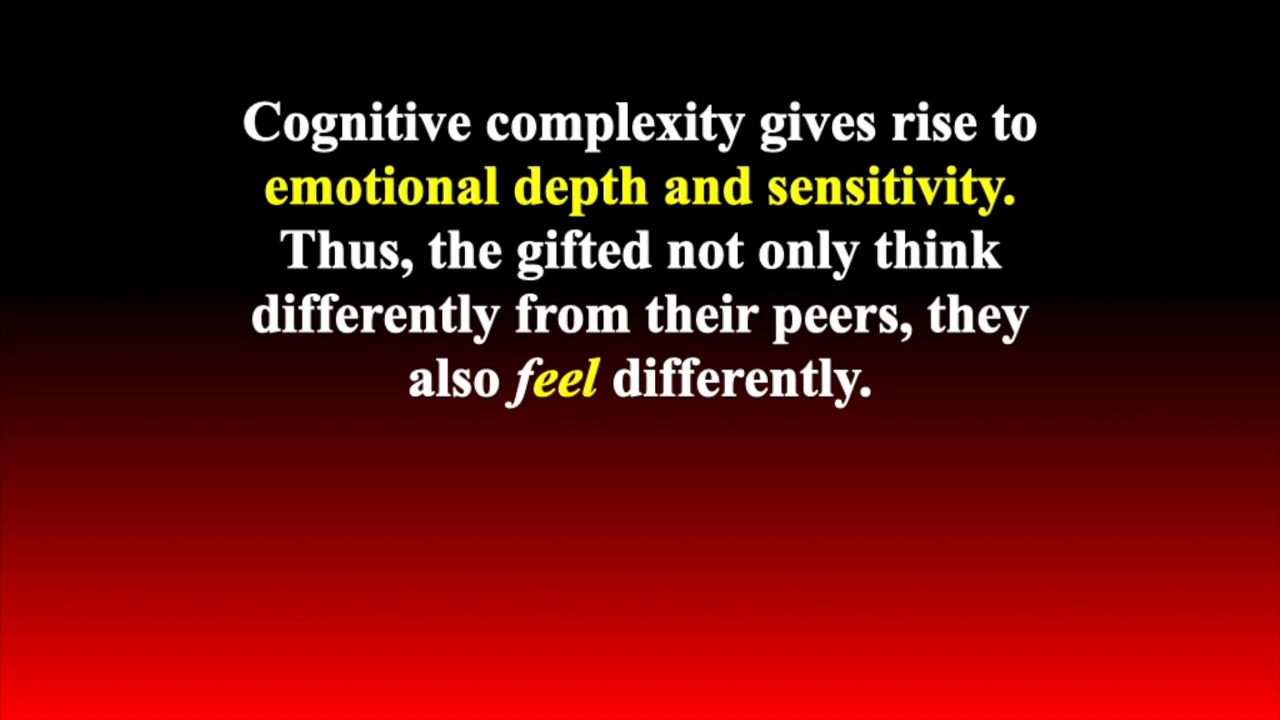 Cognitive complexity gives rise to
emotional depth and sensitivity.
Thus, the gifted not only think
differently from their peers, they
also feel differently.